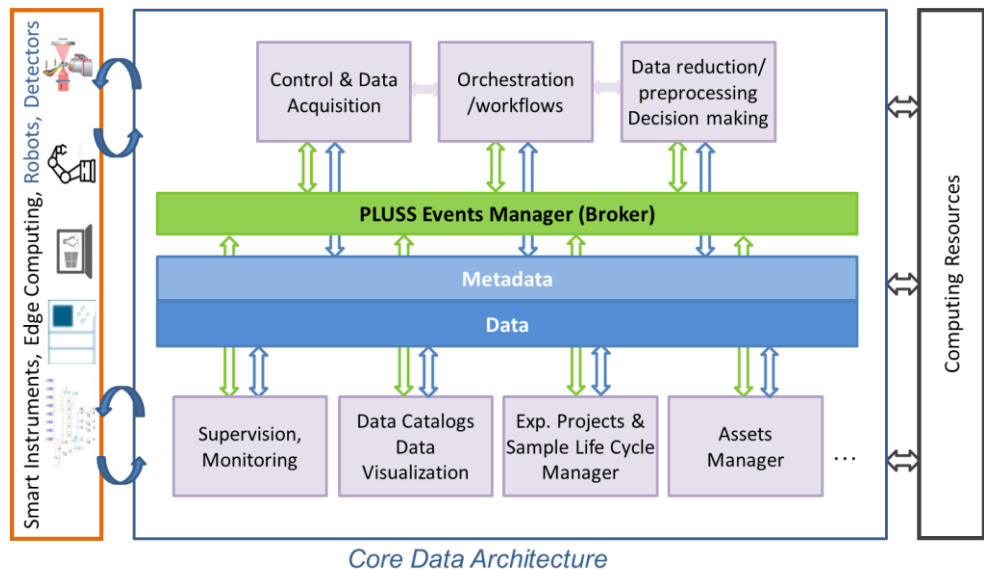 Smart Instruments, Edge Computing, Robots, Detectors
Control & Data
Acquisition
Orchestration
/workflows
Data reduction/
preprocessing
Decision making
PLUSS Events Manager (Broker)
Metadata
Data
Supervision,
Monitoring
Data Catalogs
Data
Visualization
Exp. Projects &
Sample Life Cycle
Manager
Assets
Manager
...
Computing Resources
Core Data Architecture